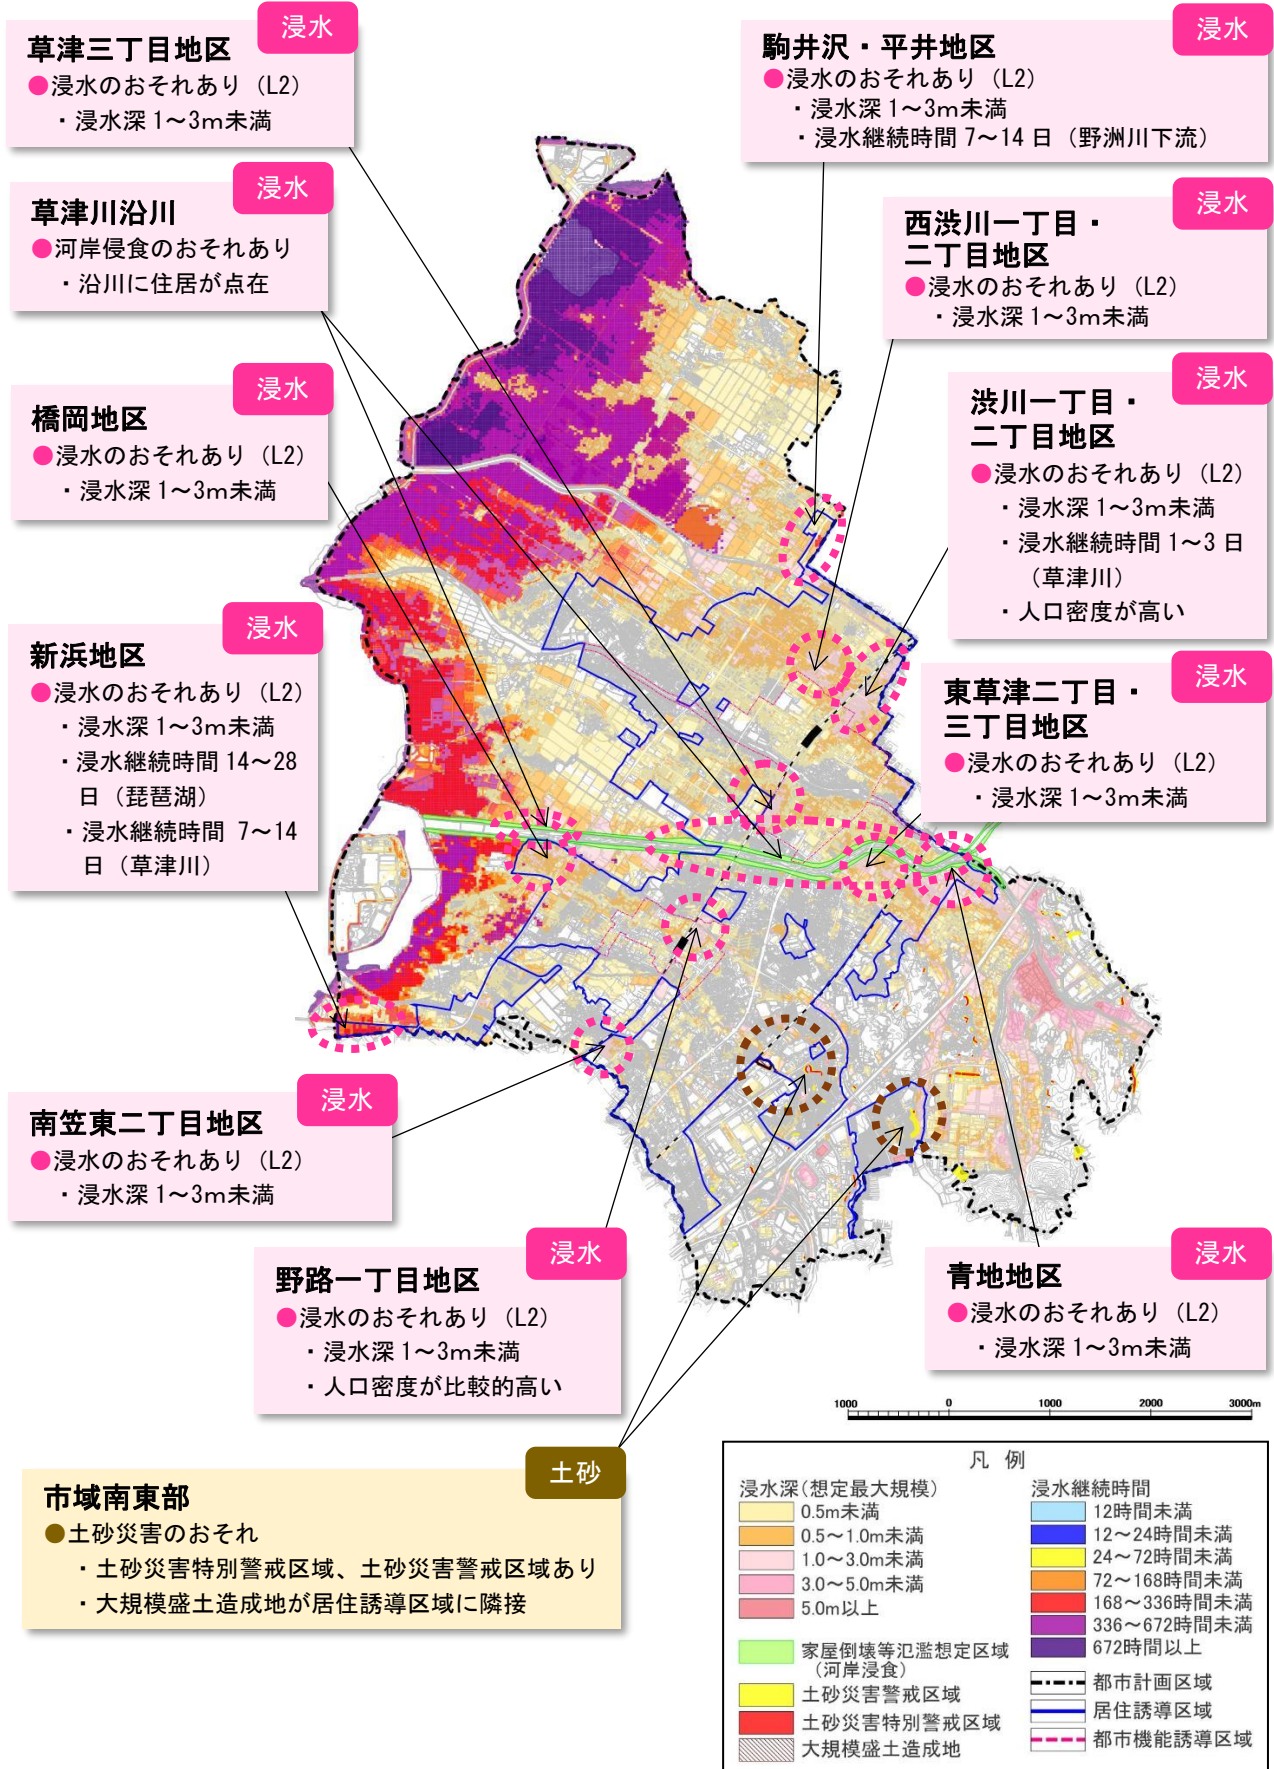 浸水
草津三丁目地区
●浸水のおそれあり（L2）
・浸水深 1～3m未満
浸水
草津川沿川
●河岸侵食のおそれあり
・沿川に住居が点在
浸水
橋岡地区
●浸水のおそれあり（L2）
・浸水深 1～3m未満
浸水
新浜地区
●浸水のおそれあり（L2）
・浸水深 1～3m未満
・浸水継続時間 14～28
日（琵琶湖）
・浸水継続時間 7～14
日（草津川）
浸水
南笠東二丁目地区
●浸水のおそれあり（L2）
・浸水深 1～3m未満
浸水
野路一丁目地区
●浸水のおそれあり（L2）
・浸水深 1～3m未満
・人口密度が比較的高い
土砂
市域南東部
●土砂災害のおそれ
・土砂災害特別警戒区域、土砂災害警戒区域あり
・大規模盛土造成地が居住誘導区域に隣接
浸水
駒井沢・平井地区
●浸水のおそれあり（L2）
・浸水深 1～3m未満
・浸水継続時間 7～14 日（野洲川下流）
浸水
西渋川一丁目・
二丁目地区
●浸水のおそれあり（L2）
・浸水深 1～3m未満
浸水
渋川一丁目・
二丁目地区
●浸水のおそれあり（L2）
・浸水深 1～3m未満
・浸水継続時間 1～3 日
（草津川）
・人口密度が高い
浸水
東草津二丁目・
三丁目地区
●浸水のおそれあり（L2）
・浸水深 1～3m未満
浸水
青地地区
●浸水のおそれあり（L2）
・浸水深 1～3m未満
1000 0 1000 2000 3000m
凡 例
浸水深（想定最大規模）
0.5m未満
0.5～1.0m未満
1.0～3.0m未満
3.0～5.0m未満
5.0m以上
家屋倒壊等氾濫想定区域
（河岸浸食）
土砂災害警戒区域
土砂災害特別警戒区域
大規模盛土造成地
浸水継続時間
12時間未満
12～24時間未満
24～72時間未満
72～168時間未満
168～336時間未満
336～672時間未満
672時間以上
都市計画区域
居住誘導区域
都市機能誘導区域